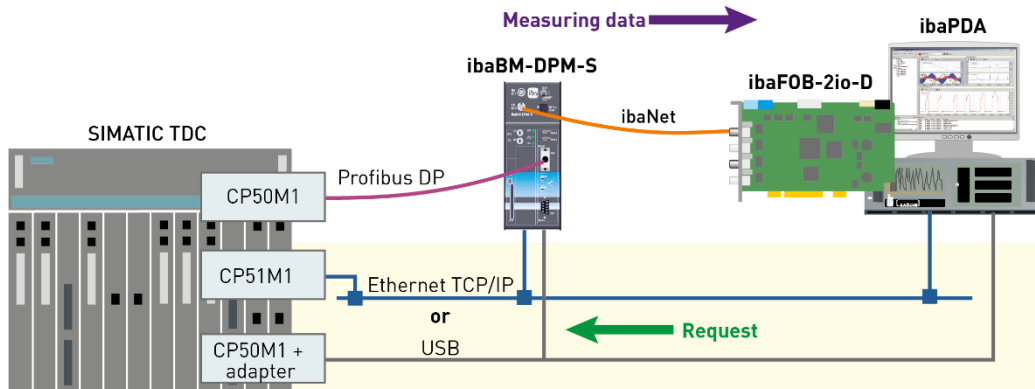 Measuring data
ibaPDA
ibaBM-DPM-S
ibaFOB-2io-D
SIMATIC TDC
ibaNet
Profibus DP
CP50M1
CP51M1
Ethernet TCP/IP
or
Request
USB
CP50M1 +
adapter